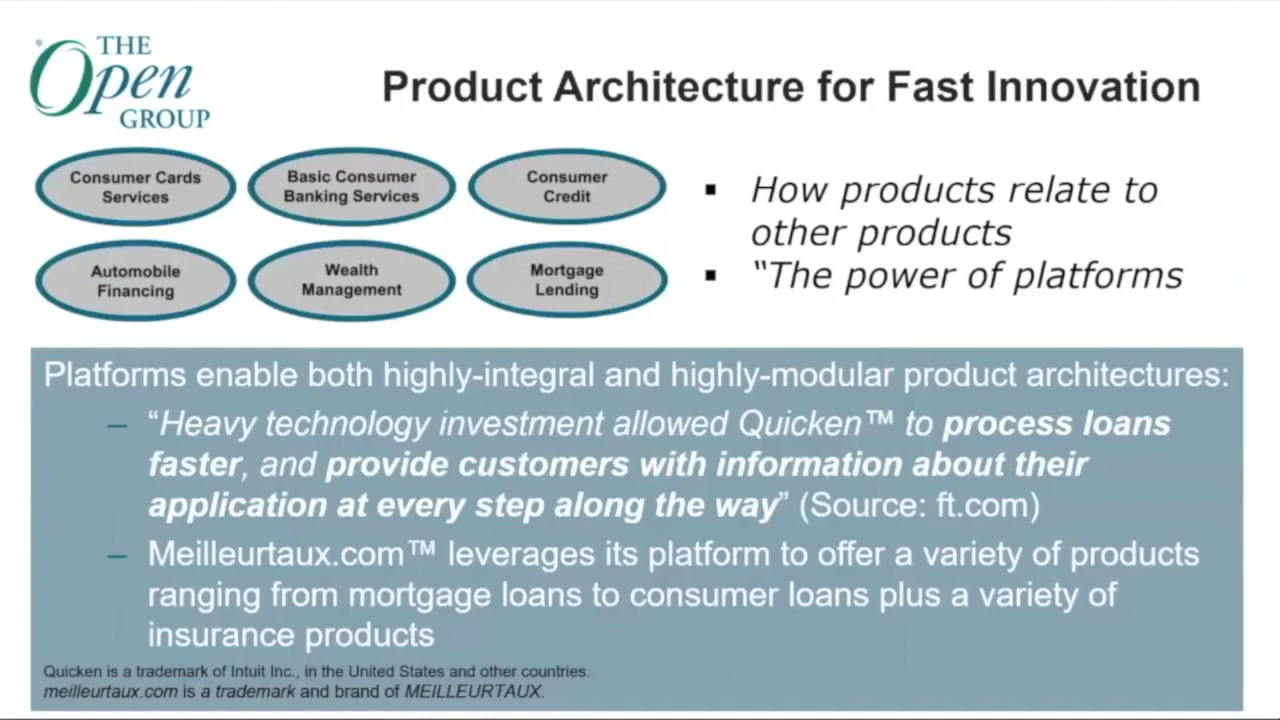 THE
Open
GROUP
®
Product Architecture for Fast Innovation
Consumer Cards
Services
Basic Consumer
Banking Services
Consumer
Credit
Automobile
Financing
Wealth
Management
Mortgage
Lending
▪ How products relate to
other products
▪ “The power of platforms
Platforms enable both highly-integral and highly-modular product architectures:
– “Heavy technology investment allowed Quicken™ to process loans
faster, and provide customers with information about their
application at every step along the way” (Source: ft.com)
– Meilleurtaux.com™ leverages its platform to offer a variety of products
ranging from mortgage loans to consumer loans plus a variety of
insurance products
Quicken is a trademark of Intuit Inc., in the United States and other countries.
meilleurtaux.com is a trademark and brand of MEILLEURTAUX.